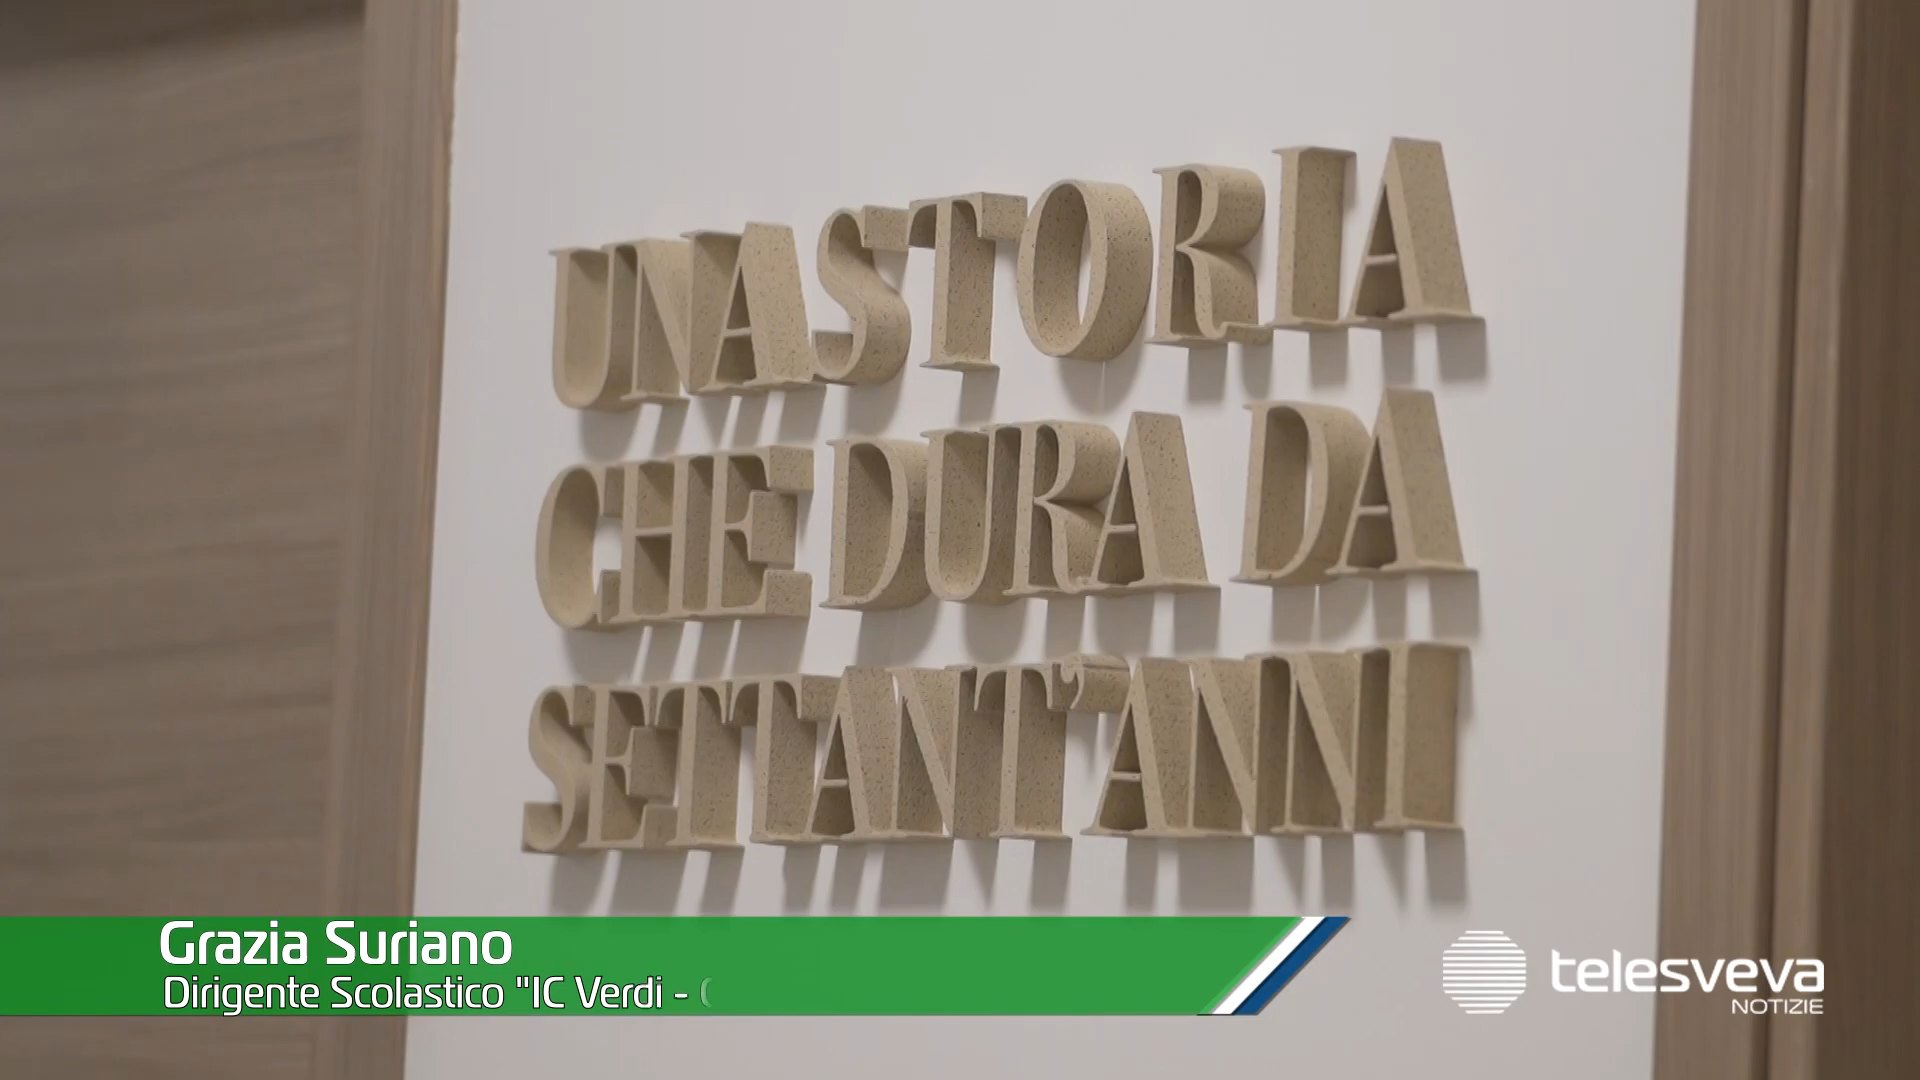 UNA STORIA
CHE DURA DA
SETTANT'ANNI
Grazia Suriano
Dirigente Scolastico "IC Verdi -
telesveva
NOTIZIE